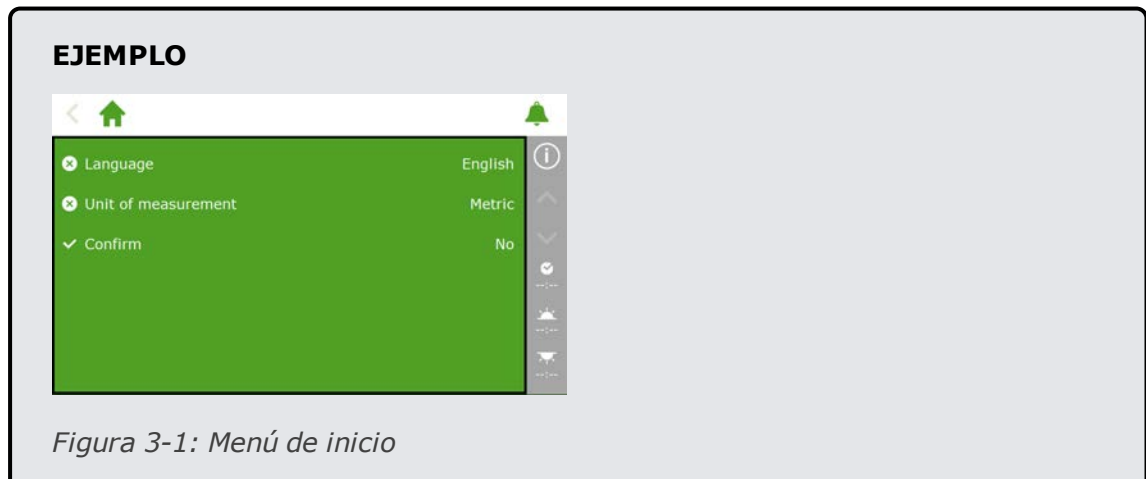 EJEMPLO
Language English
Unit of measurement Metric
Confirm No
--:--
--:--
--:--
Figura 3-1: Menú de inicio